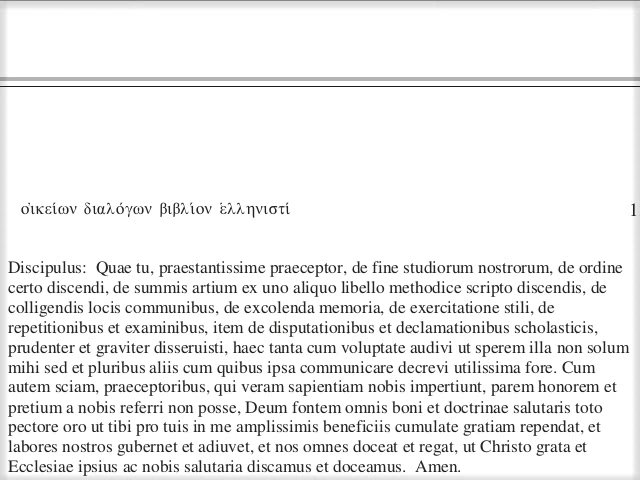 οἰκείων διαλόγων βιβλίον ἑλληνιστί 1
Discipulus: Quae tu, praestantissime praeceptor, de fine studiorum nostrorum, de ordine
certo discendi, de summis artium ex uno aliquo libello methodice scripto discendis, de
colligendis locis communibus, de excolenda memoria, de exercitatione stili, de
repetitionibus et examinibus, item de disputationibus et declamationibus scholasticis,
prudenter et graviter disseruisti, haec tanta cum voluptate audivi ut sperem illa non solum
mihi sed et pluribus aliis cum quibus ipsa communicare decrevi utilissima fore. Cum
autem sciam, praeceptoribus, qui veram sapientiam nobis impertiunt, parem honorem et
pretium a nobis referri non posse, Deum fontem omnis boni et doctrinae salutaris toto
pectore oro ut tibi pro tuis in me amplissimis beneficiis cumulate gratiam rependat, et
labores nostros gubernet et adiuvet, et nos omnes doceat et regat, ut Christo grata et
Ecclesiae ipsius ac nobis salutaria discamus et doceamus. Amen.